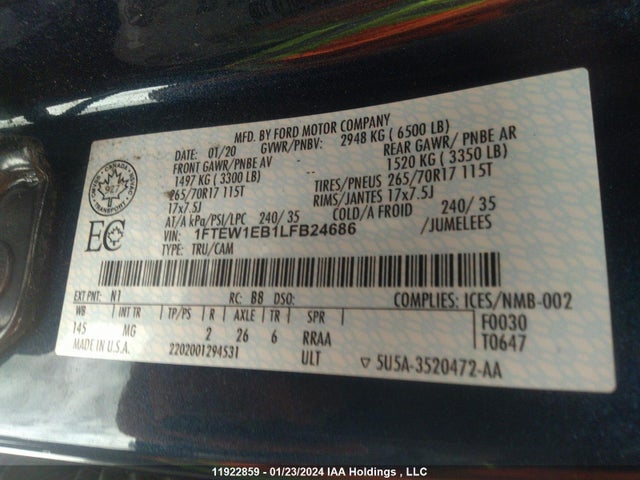 MFD. BY FORD MOTOR COMPANY
DATE: 01/20 GVWR/PNBV: 2948 KG ( 6500 LB)
FRONT GAWR/PNBE AV REAR GAWR/ PNBE AR
1497 KG ( 3300 LB) 1520 KG ( 3350 LB)
265/70R17 115T TIRES/PNEUS 265/70R17 115T
17x7.5J RIMS/JANTES 17x7.5J
AT/A kPa/PSI/LPC 240/ 35 COLD/A FROID 240/ 35
VIN: 1FTEW1EB1LFB24686 /JUMELEES
TYPE: TRU/CAM
CANADA
TRANSPORT
EC
EXT PNT: N1 RC: B8 DSO: COMPLIES: ICES/NMB-002
WB INT TR TP/PS R AXLE TR SPR F0030
145 MG 2 26 6 RRAA T0647
MADE IN U.S.A. 2202001294531 ULT ▽ 5U5A-3520472-AA
11922859 - 01/23/2024 IAA Holdings , LLC